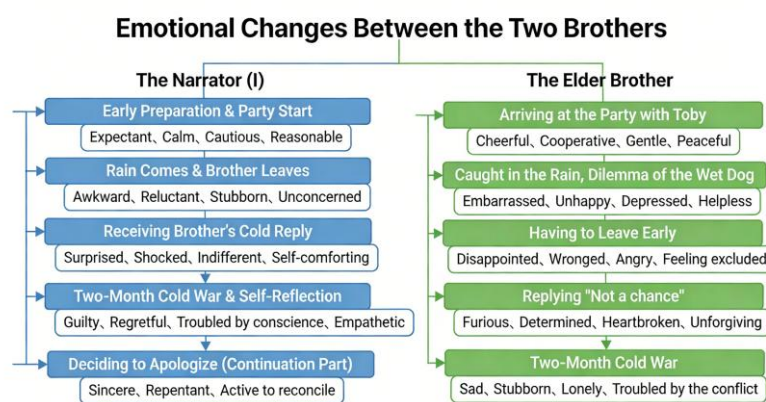 Emotional Changes Between the Two Brothers
The Narrator (I)
Early Preparation & Party Start
Expectant、Calm、Cautious、Reasonable
Rain Comes & Brother Leaves
Awkward、Reluctant、Stubborn、Unconcerned
Receiving Brother's Cold Reply
Surprised、Shocked、Indifferent、Self-comforting
Two-Month Cold War & Self-Reflection
Guilty、Regretful、Troubled by conscience、Empathetic
Deciding to Apologize (Continuation Part)
Sincere、Repentant、Active to reconcile
The Elder Brother
Arriving at the Party with Toby
Cheerful、Cooperative、Gentle、Peaceful
Caught in the Rain, Dilemma of the Wet Dog
Embarrassed、Unhappy、Depressed、Helpless
Having to Leave Early
Disappointed、Wronged、Angry、Feeling excluded
Replying "Not a chance"
Furious、Determined、Heartbroken、Unforgiving
Two-Month Cold War
Sad、Stubborn、Lonely、Troubled by the conflict